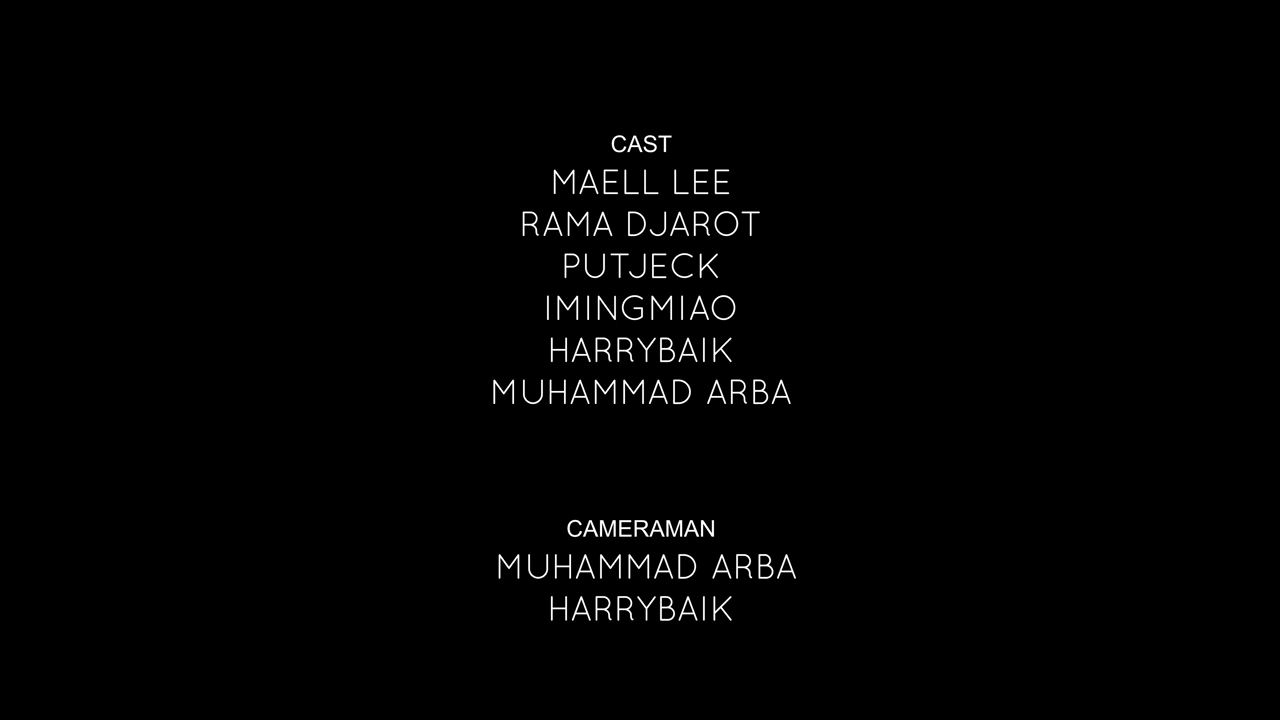 CAST
MAELL LEE
RAMA DJAROT
PUTJECK
IMINGMIAO
HARRYBAIK
MUHAMMAD ARBA
CAMERAMAN
MUHAMMAD ARBA
HARRYBAIK